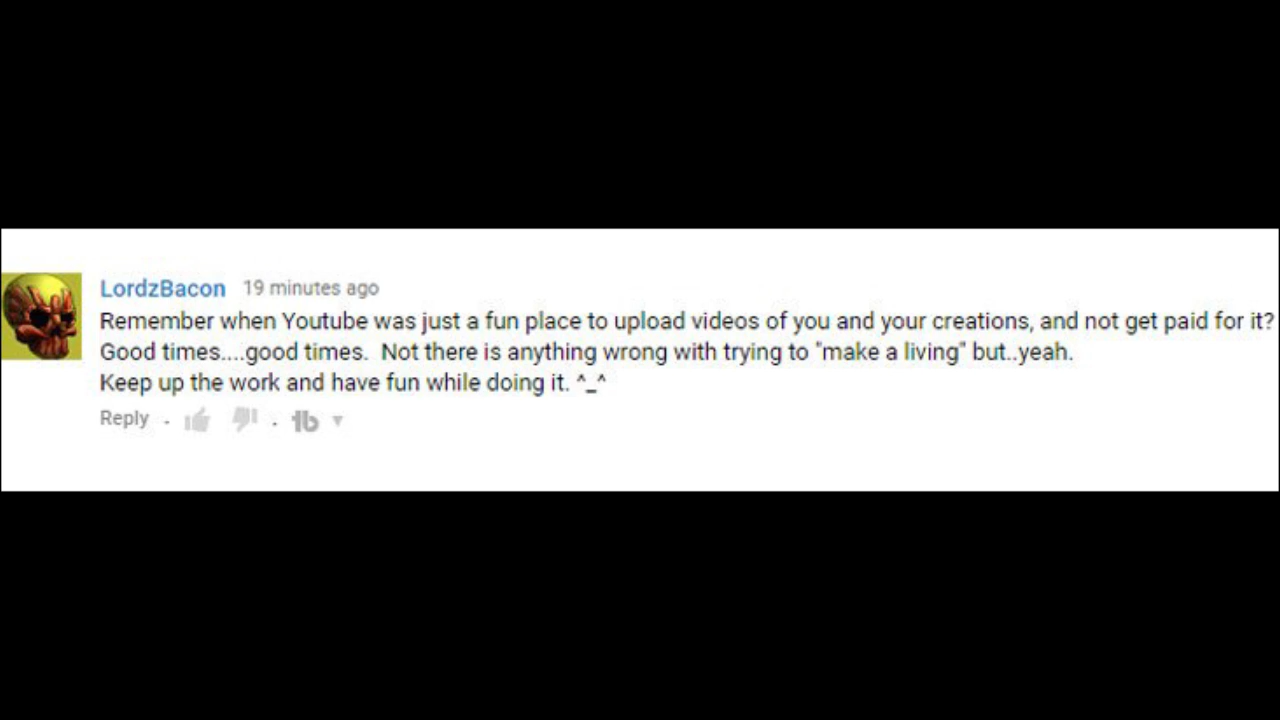 LordzBacon 19 minutes ago
Remember when Youtube was just a fun place to upload videos of you and your creations, and not get paid for it?
Good times....good times.  Not there is anything wrong with trying to "make a living" but..yeah.
Keep up the work and have fun while doing it. ^_^
Reply . . tb ▼